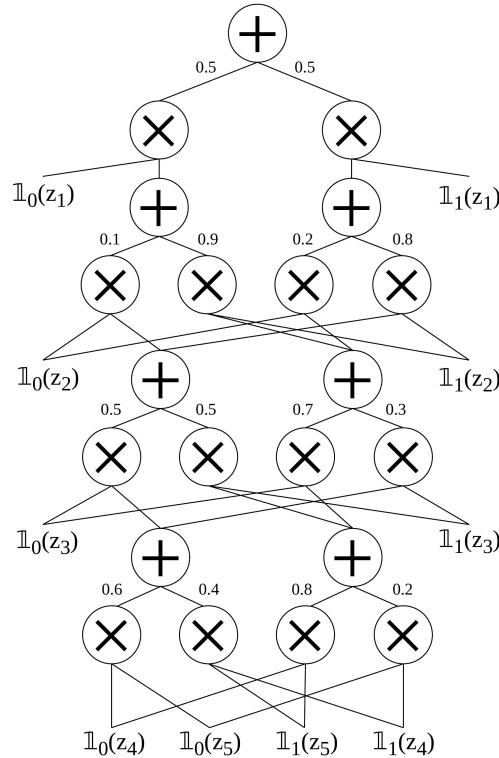 0.5 0.5
𝟙₀(z₁) 𝟙₁(z₁)
0.1 0.9 0.2 0.8
𝟙₀(z₂) 𝟙₁(z₂)
0.5 0.5 0.7 0.3
𝟙₀(z₃) 𝟙₁(z₃)
0.6 0.4 0.8 0.2
𝟙₀(z₄) 𝟙₀(z₅) 𝟙₁(z₅) 𝟙₁(z₄)